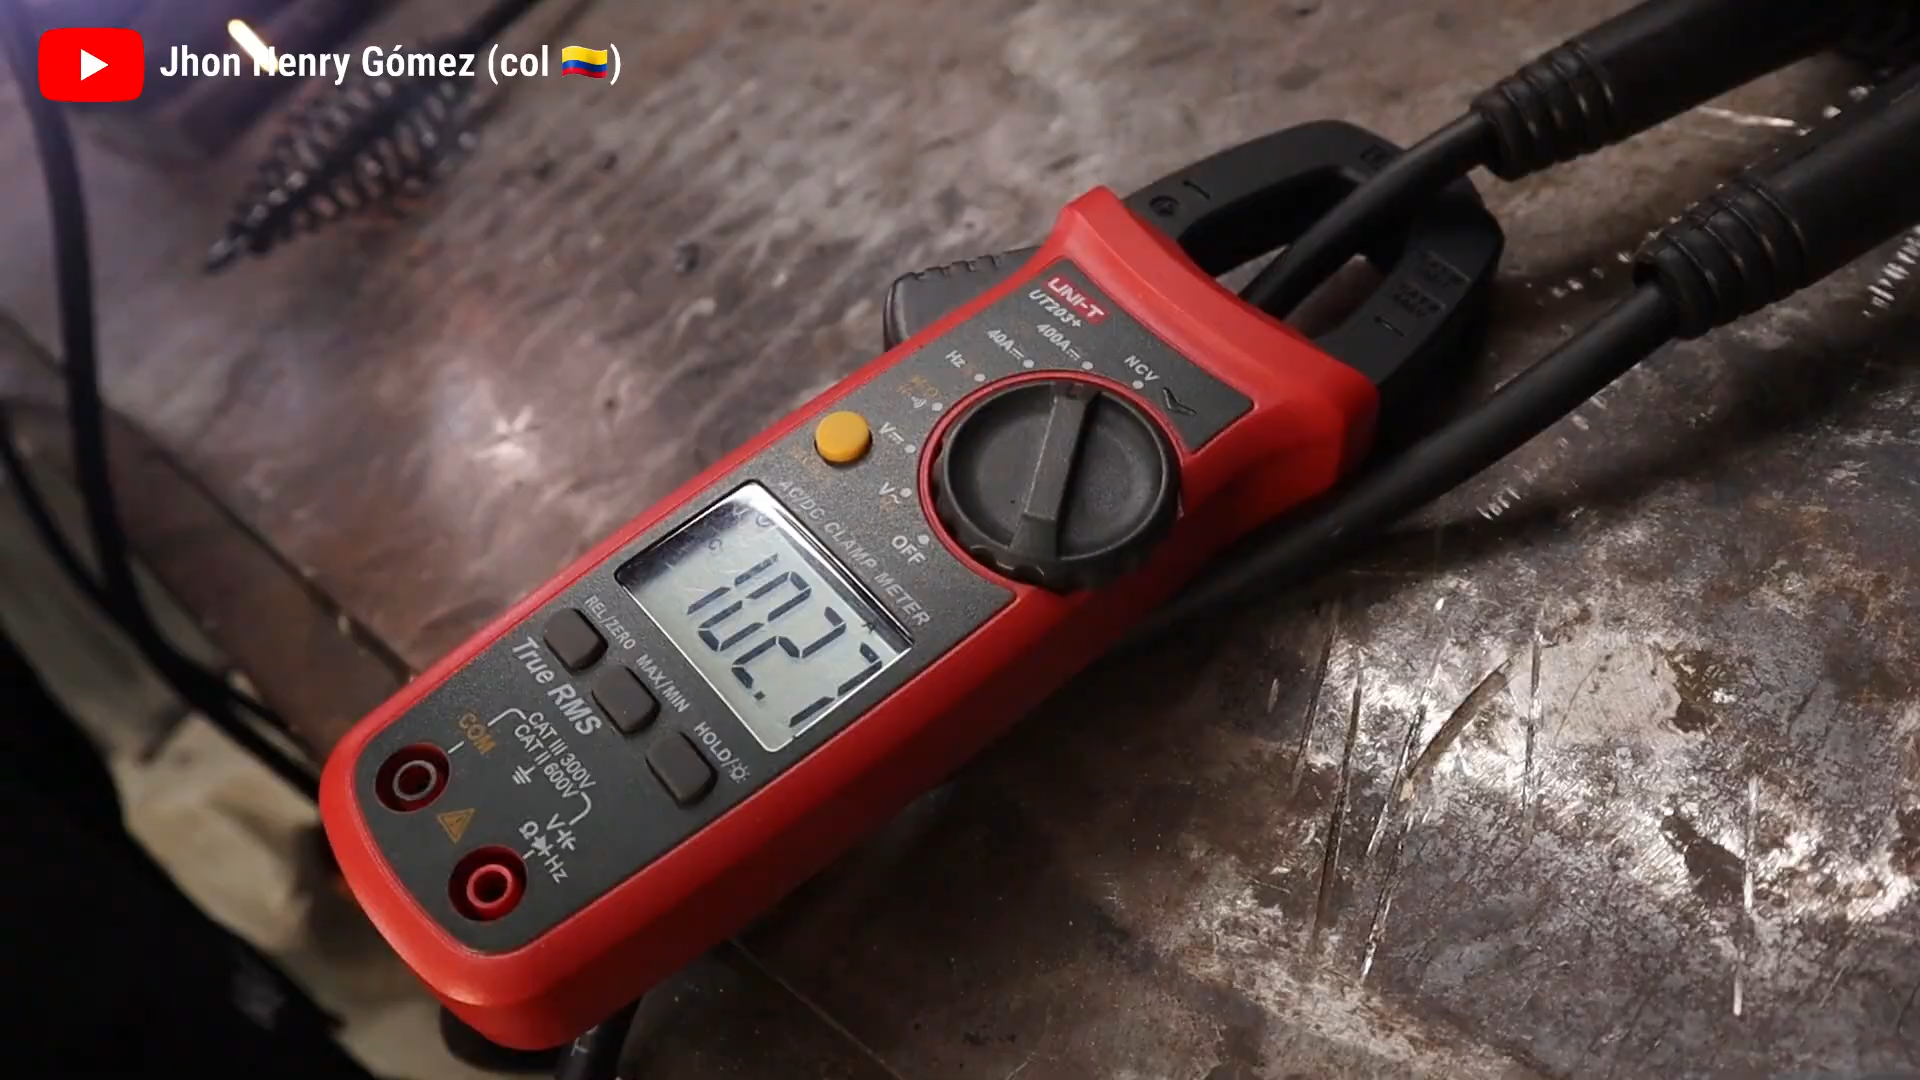 Jhon Henry Gómez (col 🇨🇴)
UNI-T
UT203+
NCV
400A
40A
Hz
V
V
OFF
AC/DC CLAMP METER
102.7
REL/ZERO
MAX/MIN
HOLD/
True RMS
COM
CAT III 300V
CAT II 600V
V
Ω
Hz